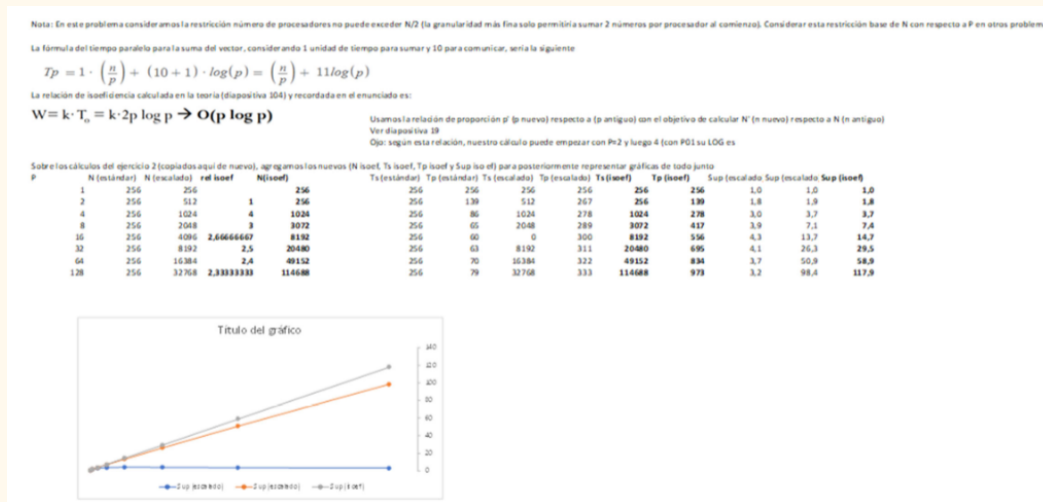 Nota: En este problema consideramos la restricción número de procesadores no puede exceder N/2 (la granularidad más fina solo permitiría sumar 2 números por procesador al comienzo). Considerar esta restricción base de N con respecto a P en otros problem
La fórmula del tiempo paralelo para la suma del vector, considerando 1 unidad de tiempo para sumar y 10 para comunicar, sería la siguiente
Tp = 1 · (n/p) + (10 + 1) · log(p) = (n/p) + 11log(p)
La relación de isoeficiencia calculada en la teoría (diapositiva 104) y recordada en el enunciado es:
W= k· To = k·2p log p → O(p log p)
Usamos la relación de proporción p' (p nuevo) respecto a (p antiguo) con el objetivo de calcular N' (n nuevo) respecto a N (n antiguo)
Ver diapositiva 19
Ojo: según esta relación, nuestro cálculo puede empezar con P=2 y luego 4 (con P01 su LOG es
Sobre los cálculos del ejercicio 2 (copiados aquí de nuevo), agregamos los nuevos (N isoef, Ts isoef, Tp isoef y Sup isoef) para posteriormente representar gráficas de todo junto
P N (estándar) N (escalado) rel isoef N(isoef) Ts (estándar) Tp (estándar) Ts (escalado) Tp (escalado) Ts (isoef) Tp (isoef) Sup (escalado Sup (escalado Sup (isoef)
1 256 256 256 256 256 256 256 256 256 1,0 1,0 1,0
2 256 512 1 256 256 139 512 267 256 139 1,8 1,9 1,8
4 256 1024 4 1024 256 86 1024 278 1024 278 3,0 3,7 3,7
8 256 2048 3 3072 256 65 2048 289 3072 417 3,9 7,1 7,4
16 256 4096 2,66666667 8192 256 60 0 300 8192 556 4,3 13,7 14,7
32 256 8192 2,5 20480 256 63 8192 311 20480 695 4,1 26,3 29,5
64 256 16384 2,4 49152 256 70 16384 322 49152 834 3,7 50,9 58,9
128 256 32768 2,33333333 114688 256 79 32768 333 114688 973 3,2 98,4 117,9
Título del gráfico
140
120
100
80
60
40
20
0
Sup (escalado) Sup (escalado) Sup (isoef)